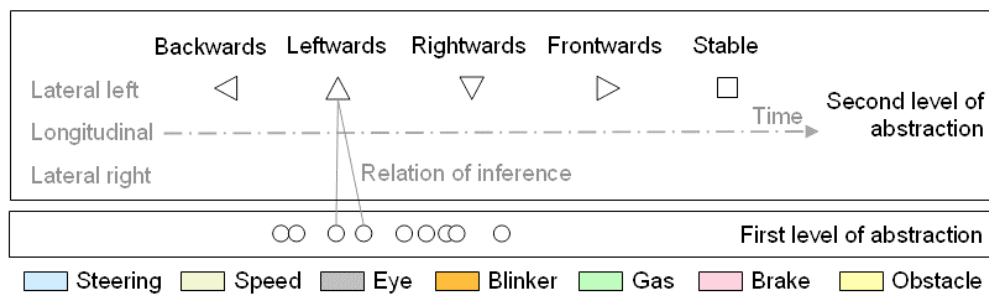 Backwards Leftwards Rightwards Frontwards Stable
Lateral left
Second level of
abstraction
Time
Longitudinal
Lateral right
Relation of inference
First level of abstraction
Steering Speed Eye Blinker Gas Brake Obstacle